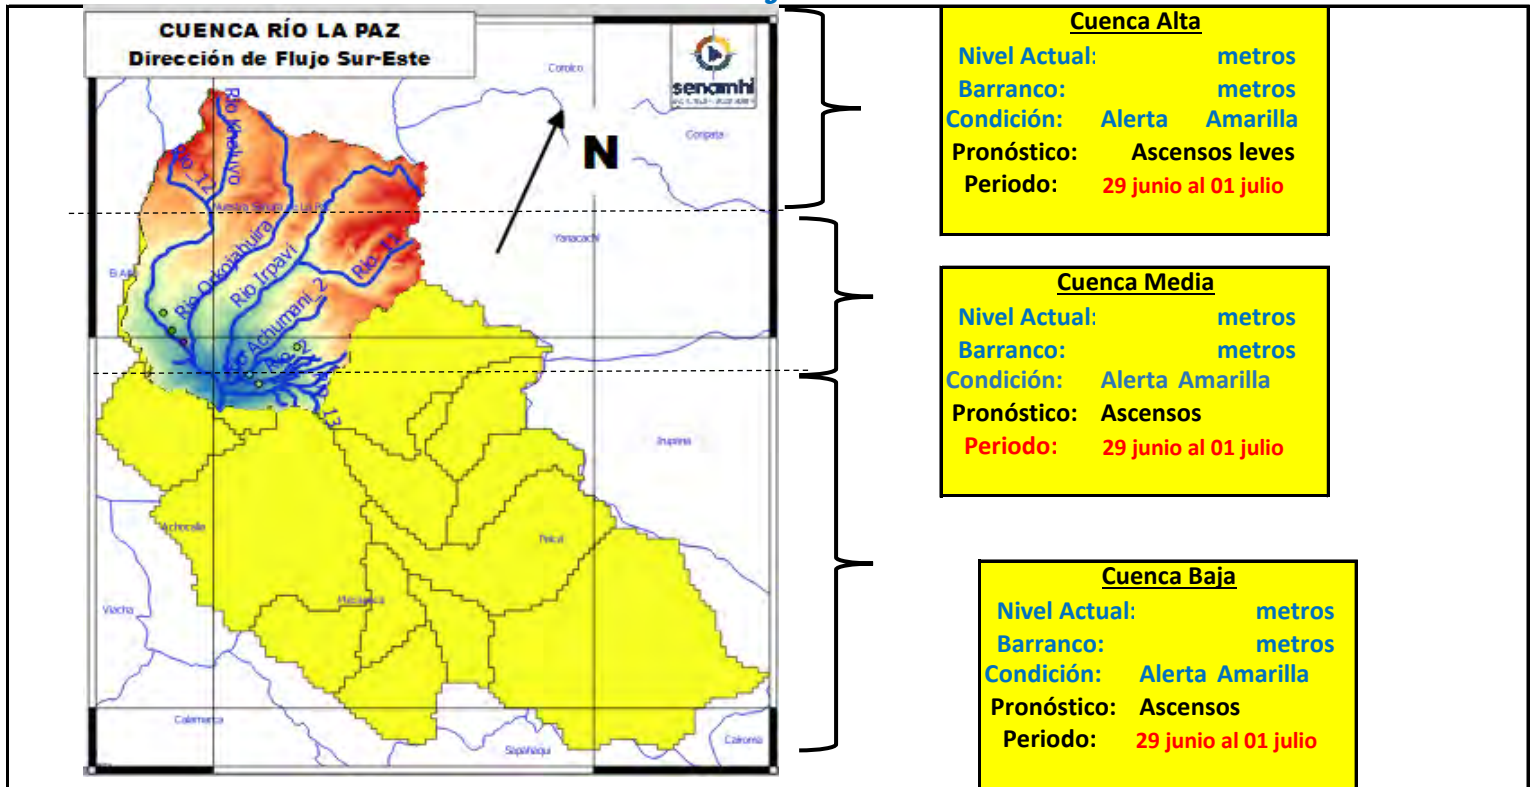 CUENCA RÍO LA PAZ
Dirección de Flujo Sur-Este
senamhi
N
Coroico
Coripata
Yanacachi
El Alto
Irupana
Achocalla
Palca
Mecapaca
Viacha
Calamarca
Sapahaqui
Cairoma
Río Khaluyo
Río_12
Río Orkojahuira
Río Irpavi
Río_11
Achumani_2
Río_2
13
Cuenca Alta
Nivel Actual: metros
Barranco: metros
Condición: Alerta Amarilla
Pronóstico: Ascensos leves
Periodo: 29 junio al 01 julio
Cuenca Media
Nivel Actual: metros
Barranco: metros
Condición: Alerta Amarilla
Pronóstico: Ascensos
Periodo: 29 junio al 01 julio
Cuenca Baja
Nivel Actual: metros
Barranco: metros
Condición: Alerta Amarilla
Pronóstico: Ascensos
Periodo: 29 junio al 01 julio